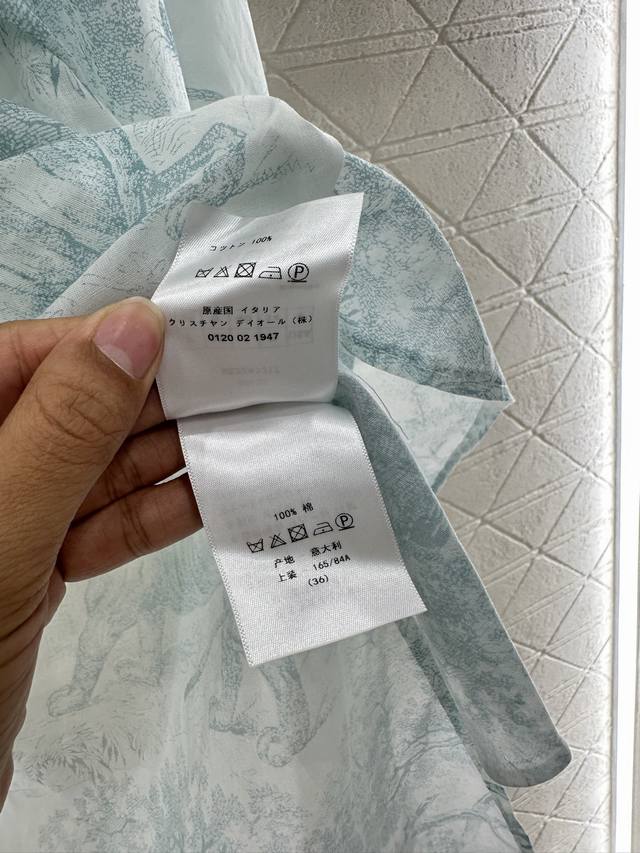 コットン 100%
原産国 イタリア
クリスチャン デイオール（株）
0120 02 1947
100% 棉
产地 意大利
上装 165/84A
(36)